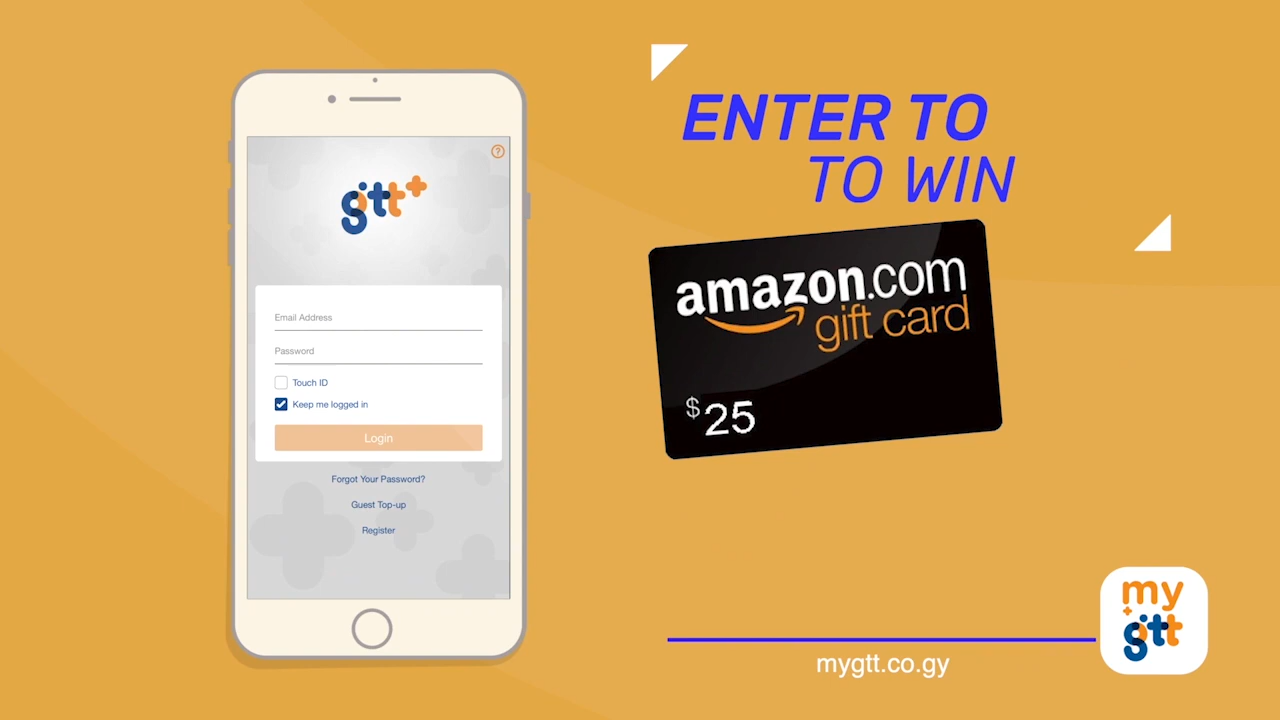 ?
gtt+
Email Address
Password
Touch ID
Keep me logged in
Login
Forgot Your Password?
Guest Top-up
Register
ENTER TO
TO WIN
amazon.com
gift card
$25
my
gtt
mygtt.co.gy